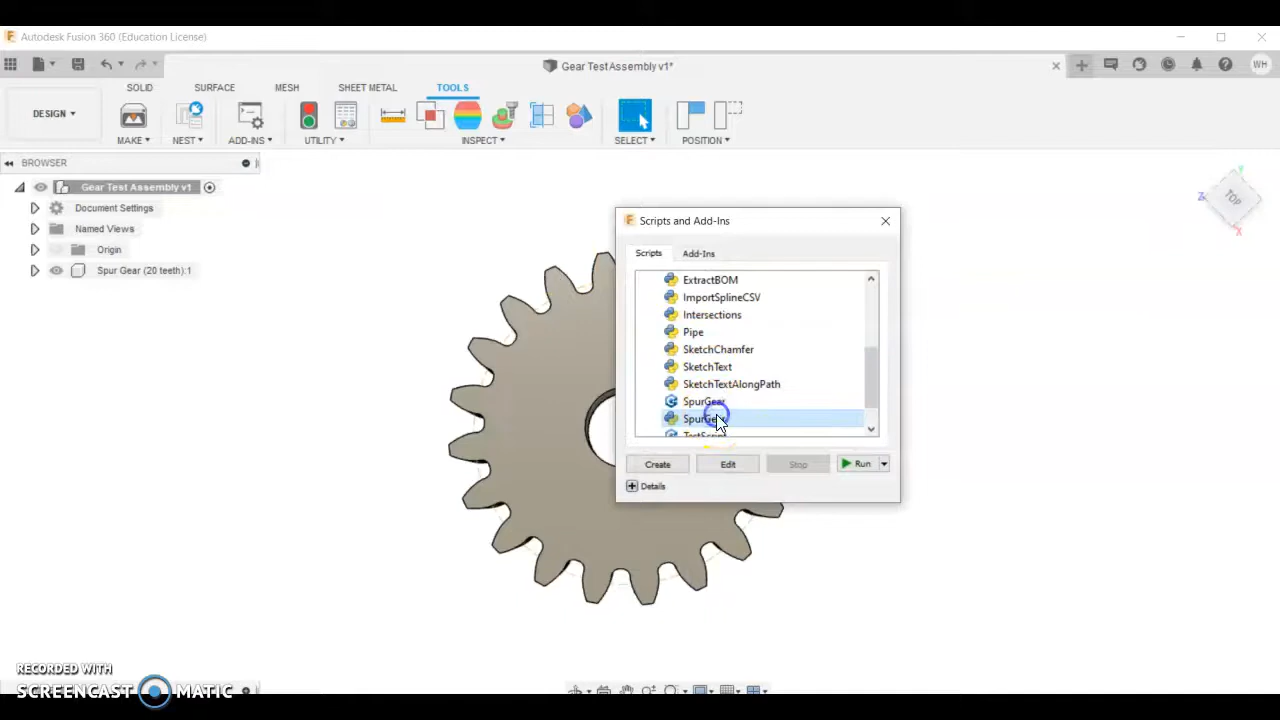 Autodesk Fusion 360 (Education License)
Gear Test Assembly v1*
WH
DESIGN
SOLID
SURFACE
MESH
SHEET METAL
TOOLS
MAKE
NEST
ADD-INS
UTILITY
INSPECT
SELECT
POSITION
BROWSER
Gear Test Assembly v1
Document Settings
Named Views
Origin
Spur Gear (20 teeth):1
Y
Z
TOP
X
Scripts and Add-Ins
Scripts
Add-Ins
ExtractBOM
ImportSplineCSV
Intersections
Pipe
SketchChamfer
SketchText
SketchTextAlongPath
SpurGear
SpurGear
TestScript
Create
Edit
Stop
Run
Details
RECORDED WITH
SCREENCAST MATIC